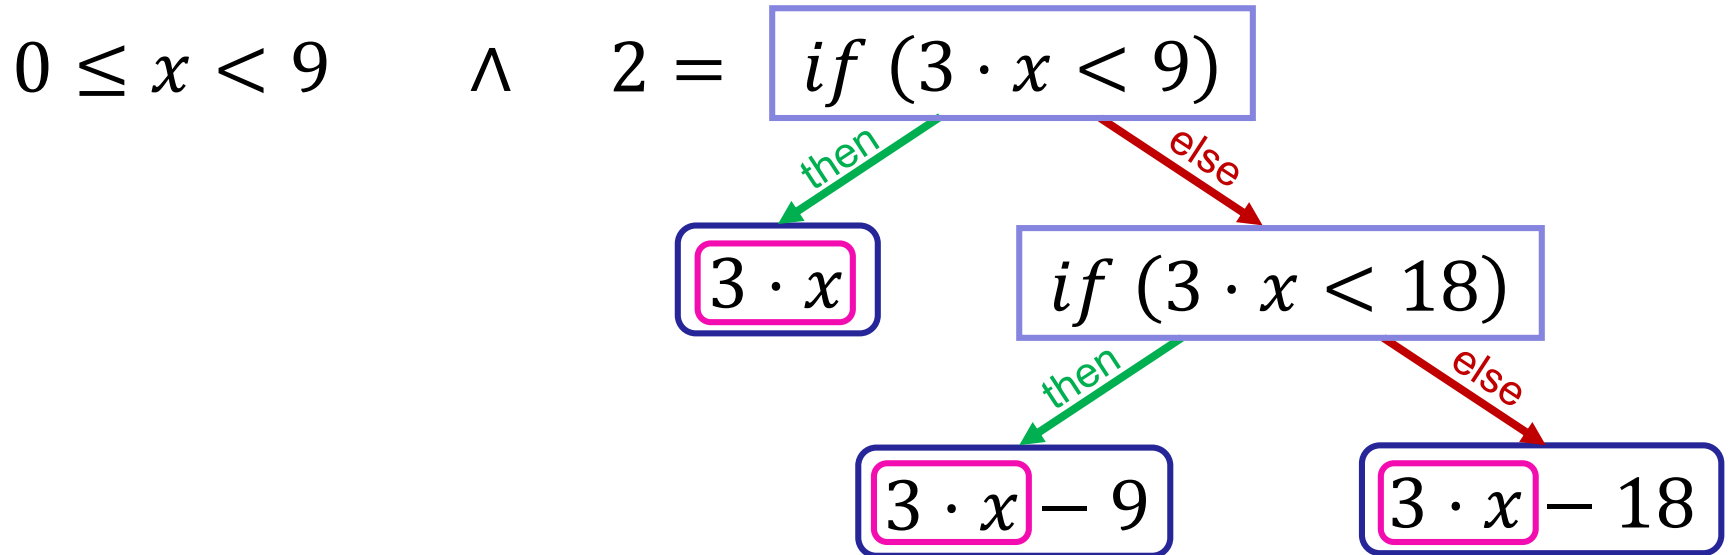 0 ≤ x < 9 ∧ 2 = if (3 · x < 9)
then else
3 · x if (3 · x < 18)
then else
3 · x − 9 3 · x − 18